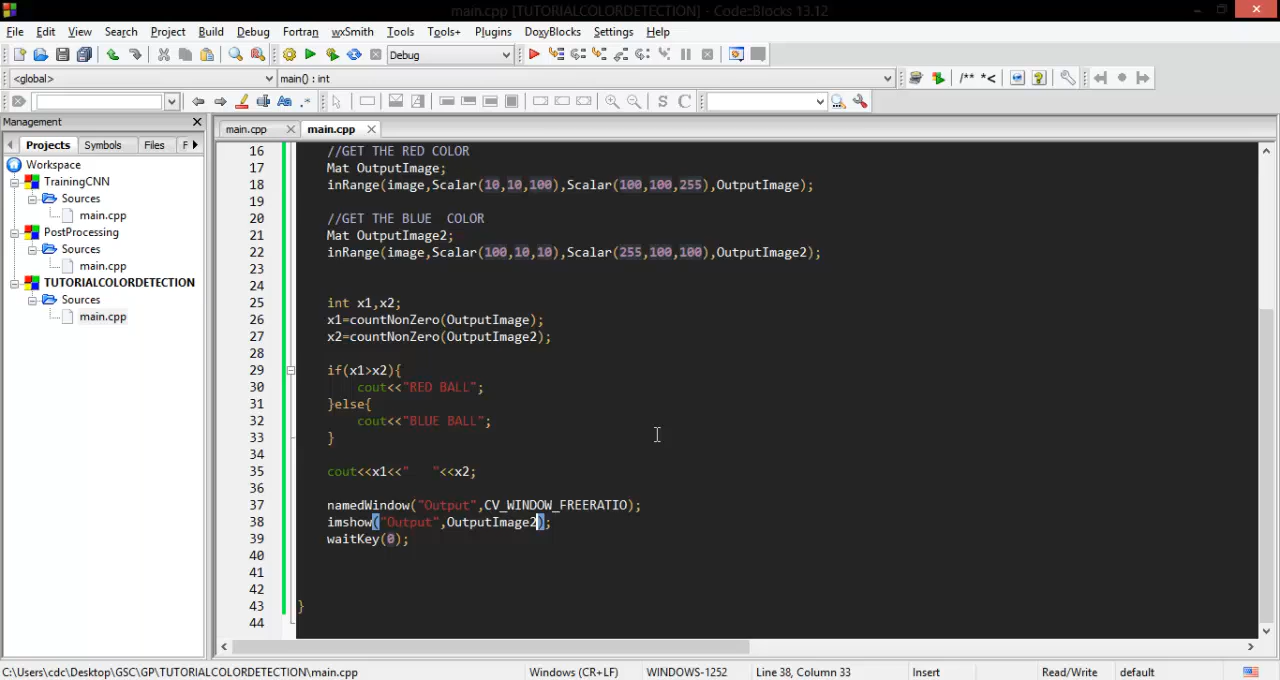 main.cpp [TUTORIALCOLORDETECTION] - Code::Blocks 13.12
File Edit View Search Project Build Debug Fortran wxSmith Tools Tools+ Plugins DoxyBlocks Settings Help
Debug
<global> main() : int /** *<
Aa .* S C
Management
Projects Symbols Files F
main.cpp main.cpp
Workspace
TrainingCNN
Sources
main.cpp
PostProcessing
Sources
main.cpp
TUTORIALCOLORDETECTION
Sources
main.cpp
16 //GET THE RED COLOR
17 Mat OutputImage;
18 inRange(image,Scalar(10,10,100),Scalar(100,100,255),OutputImage);
19
20 //GET THE BLUE  COLOR
21 Mat OutputImage2;
22 inRange(image,Scalar(100,10,10),Scalar(255,100,100),OutputImage2);
23
24
25 int x1,x2;
26 x1=countNonZero(OutputImage);
27 x2=countNonZero(OutputImage2);
28
29 if(x1>x2){
30 cout<<"RED BALL";
31 }else{
32 cout<<"BLUE BALL";
33 }
34
35 cout<<x1<<"   "<<x2;
36
37 namedWindow("Output",CV_WINDOW_FREERATIO);
38 imshow("Output",OutputImage2);
39 waitKey(0);
40
41
42
43 }
44
C:\Users\cdc\Desktop\GSC\GP\TUTORIALCOLORDETECTION\main.cpp Windows (CR+LF) WINDOWS-1252 Line 38, Column 33 Insert Read/Write default